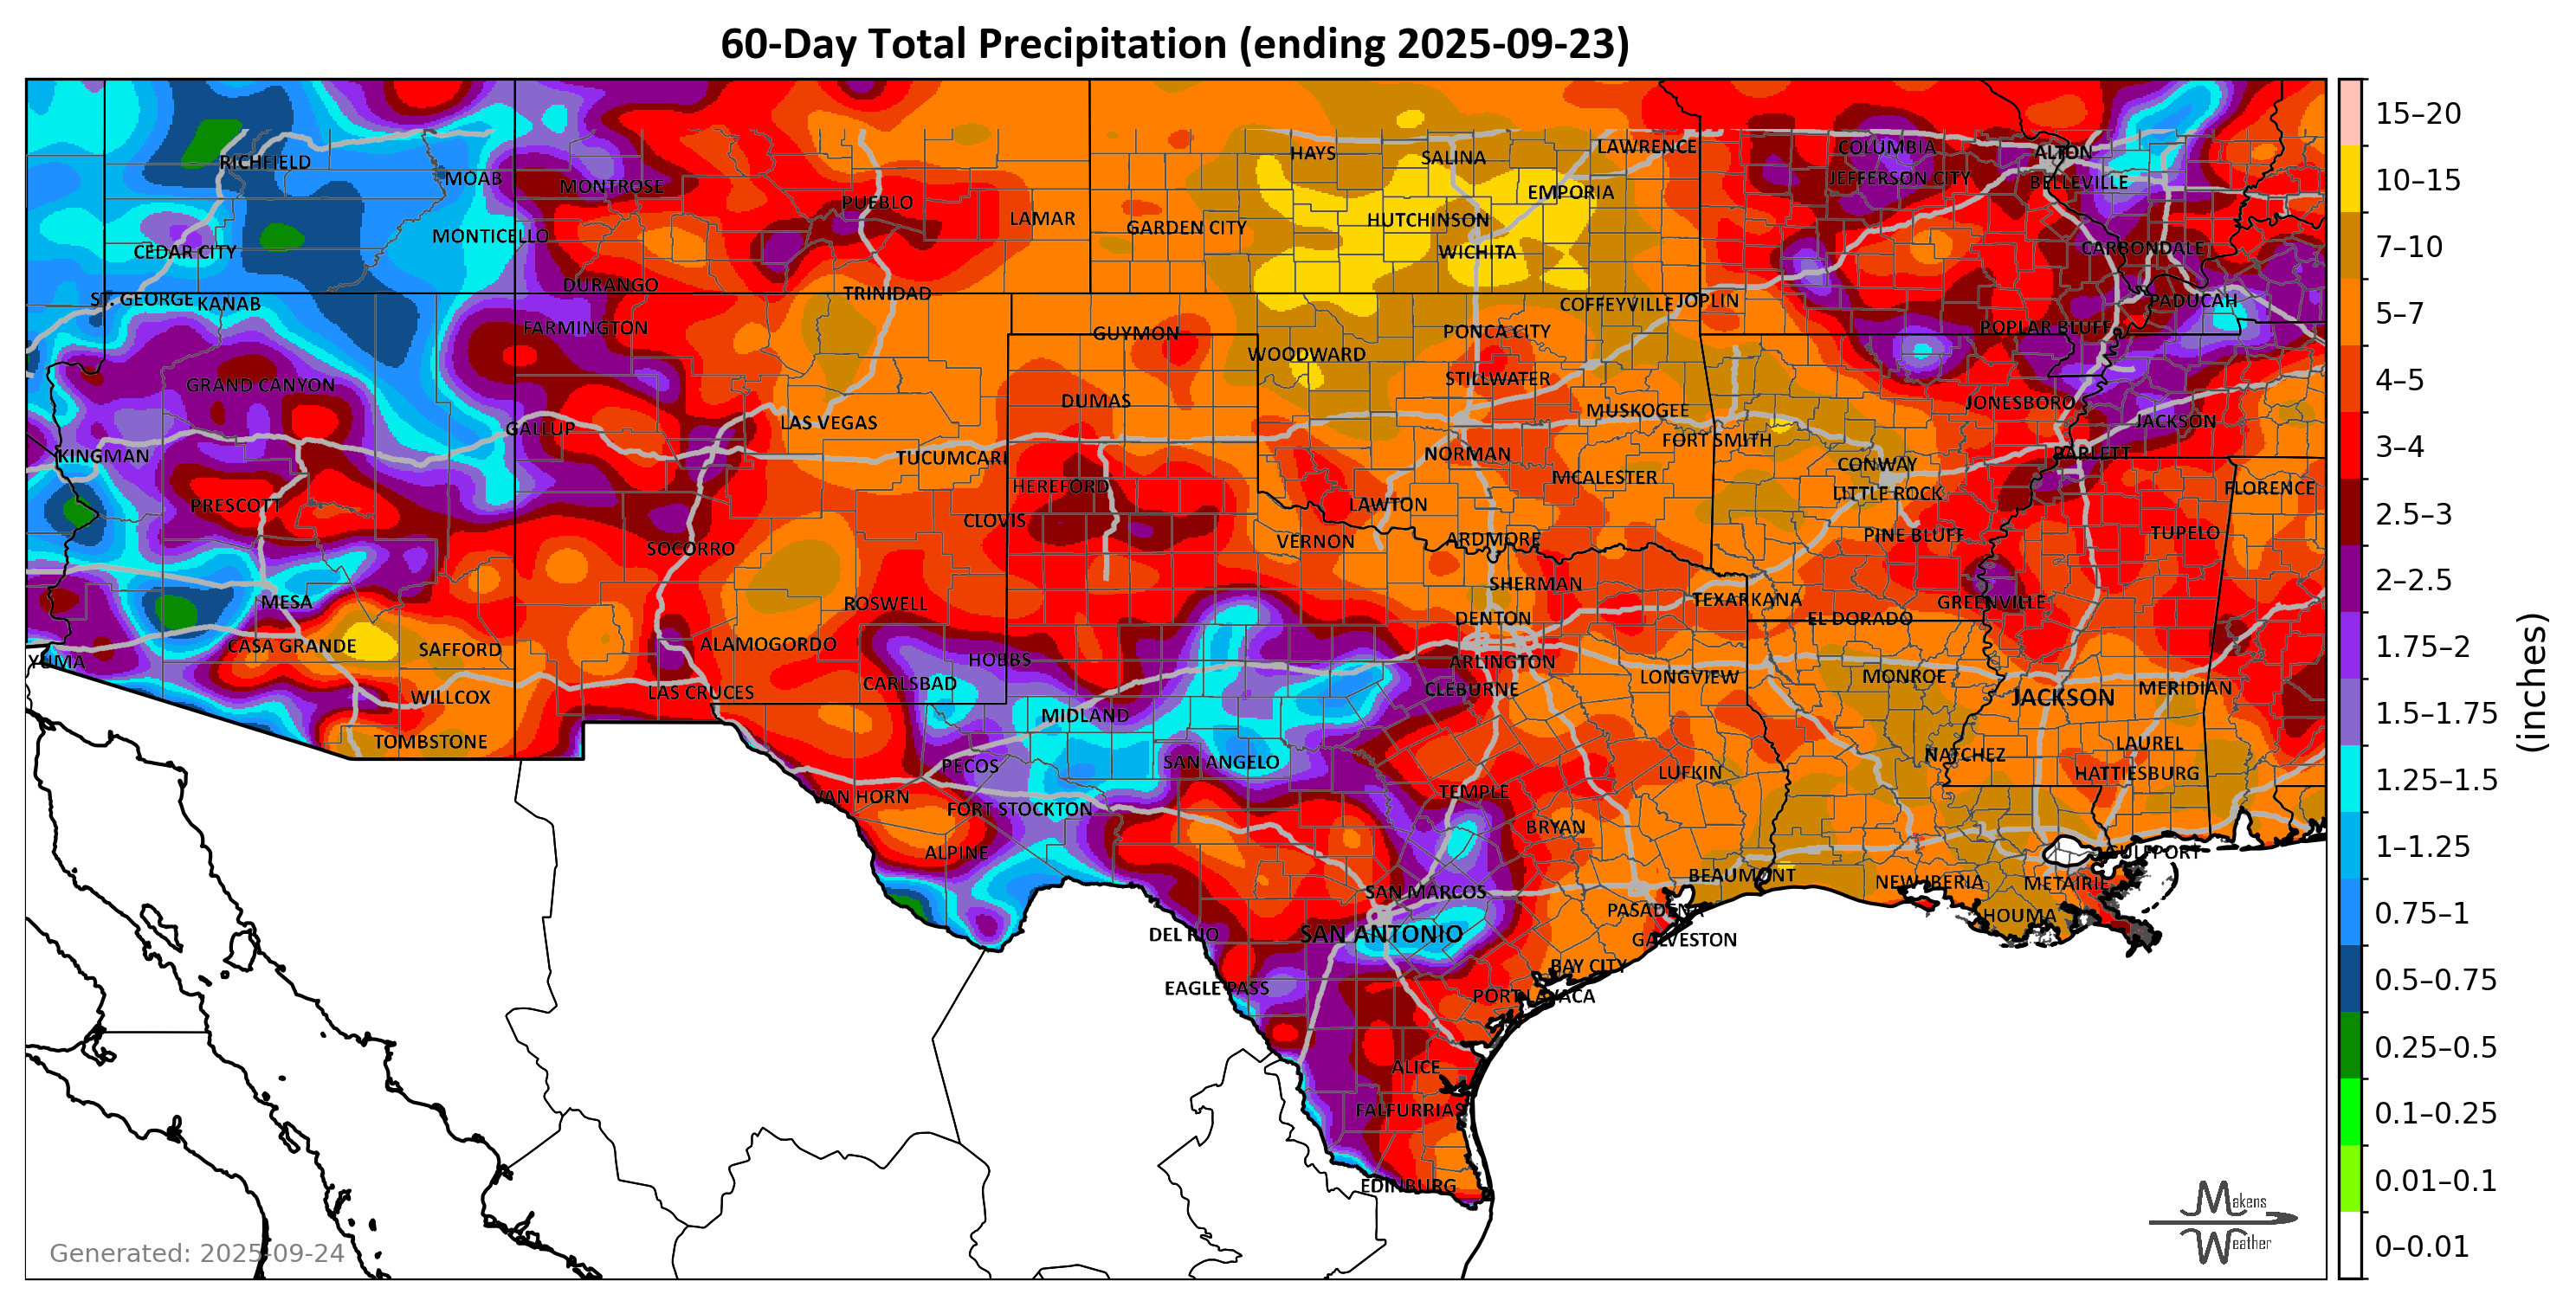 60-Day Total Precipitation (ending 2025-09-23)
HAYS
SALINA
LAWRENCE
COLUMBIA
ALTON
RICHFIELD
MOAB
MONTROSE
PUEBLO
EMPORIA
JEFFERSON CITY
BELLEVILLE
LAMAR
GARDEN CITY
HUTCHINSON
MONTICELLO
CEDAR CITY
WICHITA
CARBONDALE
DURANGO
TRINIDAD
ST. GEORGE
KANAB
COFFEYVILLE
JOPLIN
PADUCAH
FARMINGTON
GUYMON
PONCA CITY
POPLAR BLUFF
WOODWARD
GRAND CANYON
STILLWATER
DUMAS
MUSKOGEE
JONESBORO
GALLUP
LAS VEGAS
JACKSON
FORT SMITH
KINGMAN
TUCUMCARI
NORMAN
BARLETT
CONWAY
PRESCOTT
HEREFORD
MCALESTER
LITTLE ROCK
FLORENCE
CLOVIS
LAWTON
SOCORRO
VERNON
ARDMORE
PINE BLUFF
TUPELO
MESA
ROSWELL
SHERMAN
TEXARKANA
GREENVILLE
DENTON
EL DORADO
CASA GRANDE
SAFFORD
ALAMOGORDO
YUMA
HOBBS
ARLINGTON
WILLCOX
LAS CRUCES
CARLSBAD
CLEBURNE
LONGVIEW
MONROE
JACKSON
MERIDIAN
MIDLAND
TOMBSTONE
PECOS
SAN ANGELO
NATCHEZ
LAUREL
LUFKIN
HATTIESBURG
VAN HORN
FORT STOCKTON
TEMPLE
BRYAN
ALPINE
GULFPORT
SAN MARCOS
BEAUMONT
NEW IBERIA
METAIRIE
PASADENA
HOUMA
DEL RIO
SAN ANTONIO
GALVESTON
BAY CITY
EAGLE PASS
PORT LAVACA
ALICE
FALFURRIAS
EDINBURG
15–20
10–15
7–10
5–7
4–5
3–4
2.5–3
2–2.5
1.75–2
1.5–1.75
1.25–1.5
1–1.25
0.75–1
0.5–0.75
0.25–0.5
0.1–0.25
0.01–0.1
0–0.01
(inches)
Generated: 2025-09-24
Makens
Weather